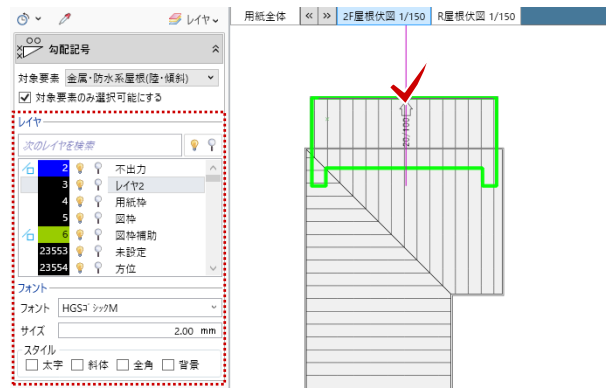 レイヤ
用紙全体 « » 2F屋根伏図 1/150 R屋根伏図 1/150
勾配記号
対象要素 金属・防水系屋根(陸・傾斜)
対象要素のみ選択可能にする
レイヤ
次のレイヤを検索
2 不出力
3 レイヤ2
4 用紙枠
5 図枠
6 図枠補助
23553 未設定
23554 方位
フォント
フォント HGSｺﾞｼｯｸM
サイズ 2.00 mm
スタイル
太字 斜体 全角 背景
20/100